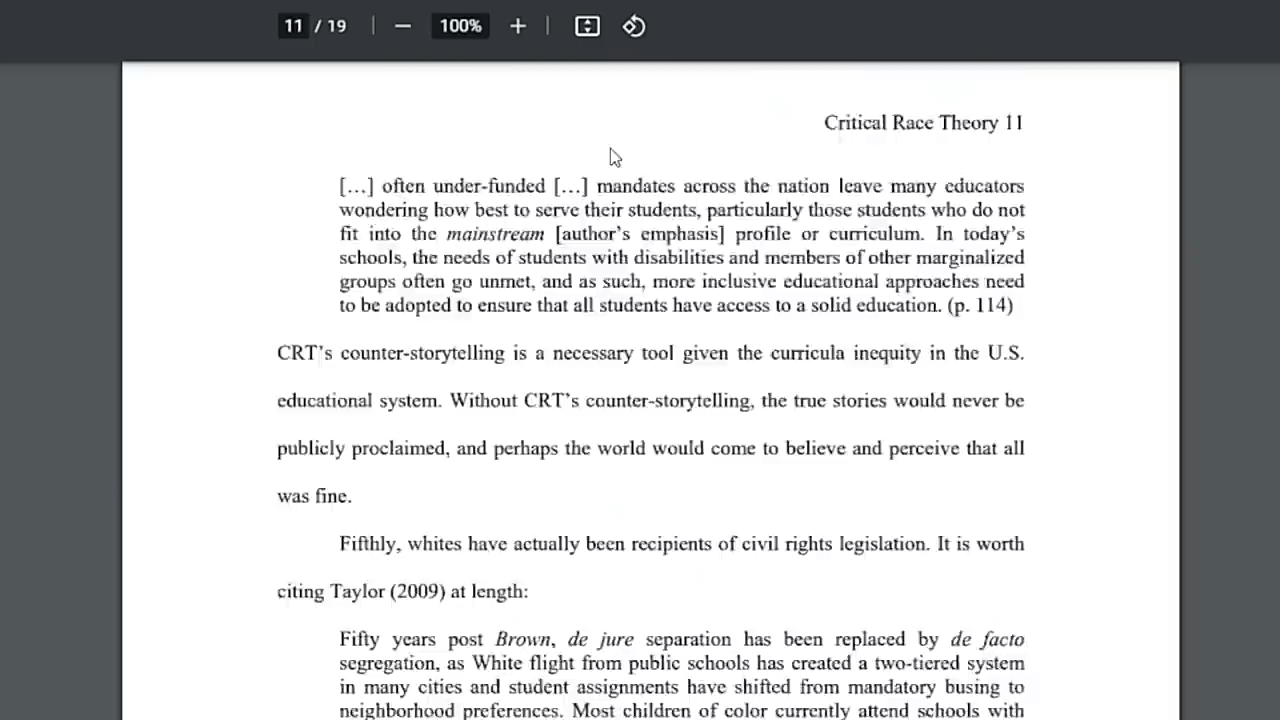 11 / 19 100%
Critical Race Theory 11
[…] often under-funded […] mandates across the nation leave many educators
wondering how best to serve their students, particularly those students who do not
fit into the mainstream [author's emphasis] profile or curriculum. In today's
schools, the needs of students with disabilities and members of other marginalized
groups often go unmet, and as such, more inclusive educational approaches need
to be adopted to ensure that all students have access to a solid education. (p. 114)
CRT's counter-storytelling is a necessary tool given the curricula inequity in the U.S.
educational system. Without CRT's counter-storytelling, the true stories would never be
publicly proclaimed, and perhaps the world would come to believe and perceive that all
was fine.
Fifthly, whites have actually been recipients of civil rights legislation. It is worth
citing Taylor (2009) at length:
Fifty years post Brown, de jure separation has been replaced by de facto
segregation, as White flight from public schools has created a two-tiered system
in many cities and student assignments have shifted from mandatory busing to
neighborhood preferences. Most children of color currently attend schools with